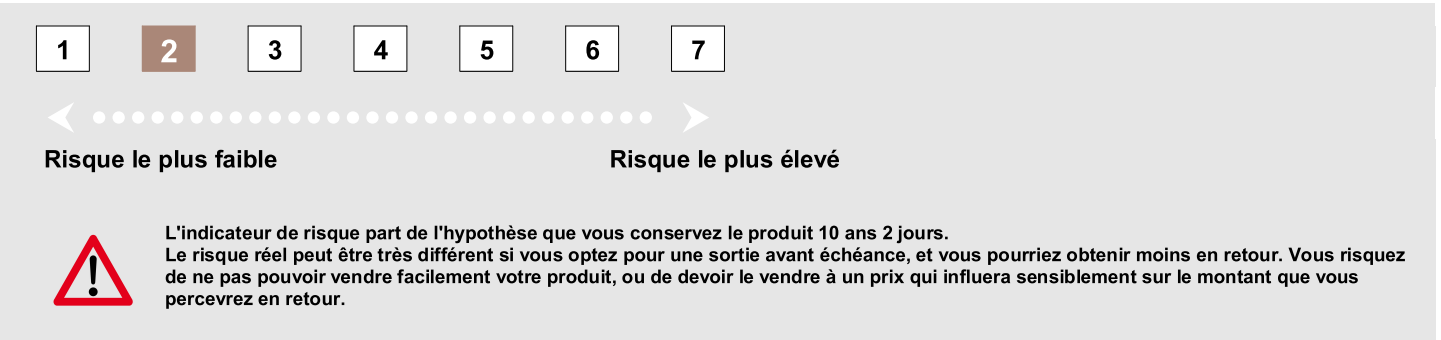 1 2 3 4 5 6 7
Risque le plus faible Risque le plus élevé
L'indicateur de risque part de l'hypothèse que vous conservez le produit 10 ans 2 jours.
Le risque réel peut être très différent si vous optez pour une sortie avant échéance, et vous pourriez obtenir moins en retour. Vous risquez
de ne pas pouvoir vendre facilement votre produit, ou de devoir le vendre à un prix qui influera sensiblement sur le montant que vous
percevrez en retour.